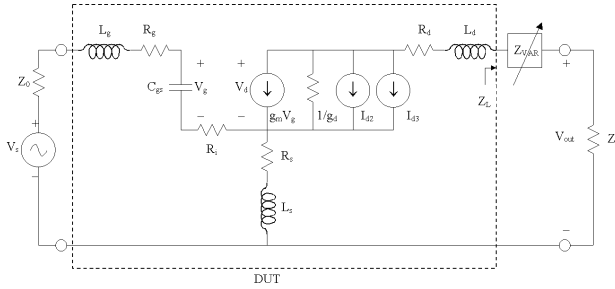 Lg
Rg
Rd
Ld
ZVAR
Z0
+
+
+
Cgs
Vg
Vd
ZL
Vs
+
−
−
−
gmVg
1/gd
Id2
Id3
Ri
Rs
Ls
Vout
Z
−
DUT